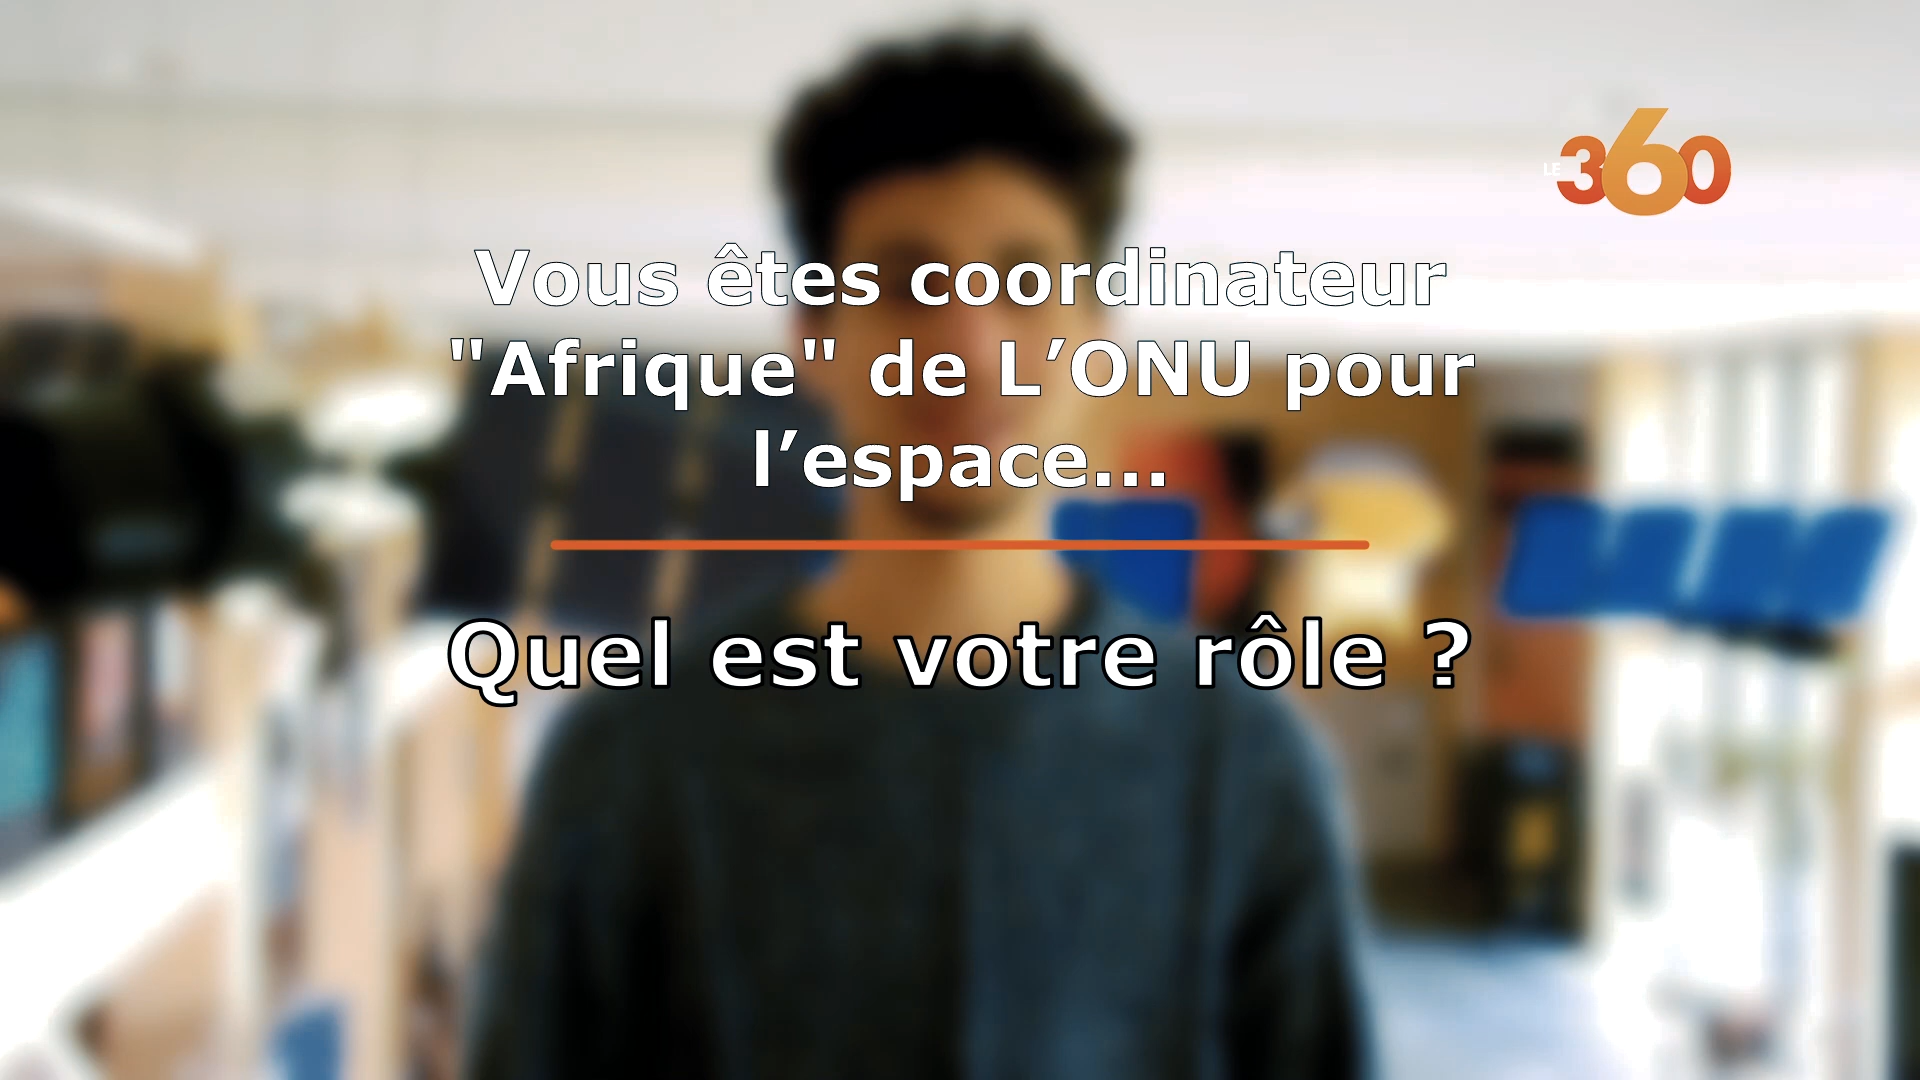 LE 360
Vous êtes coordinateur
"Afrique" de L’ONU pour
l’espace...
Quel est votre rôle ?